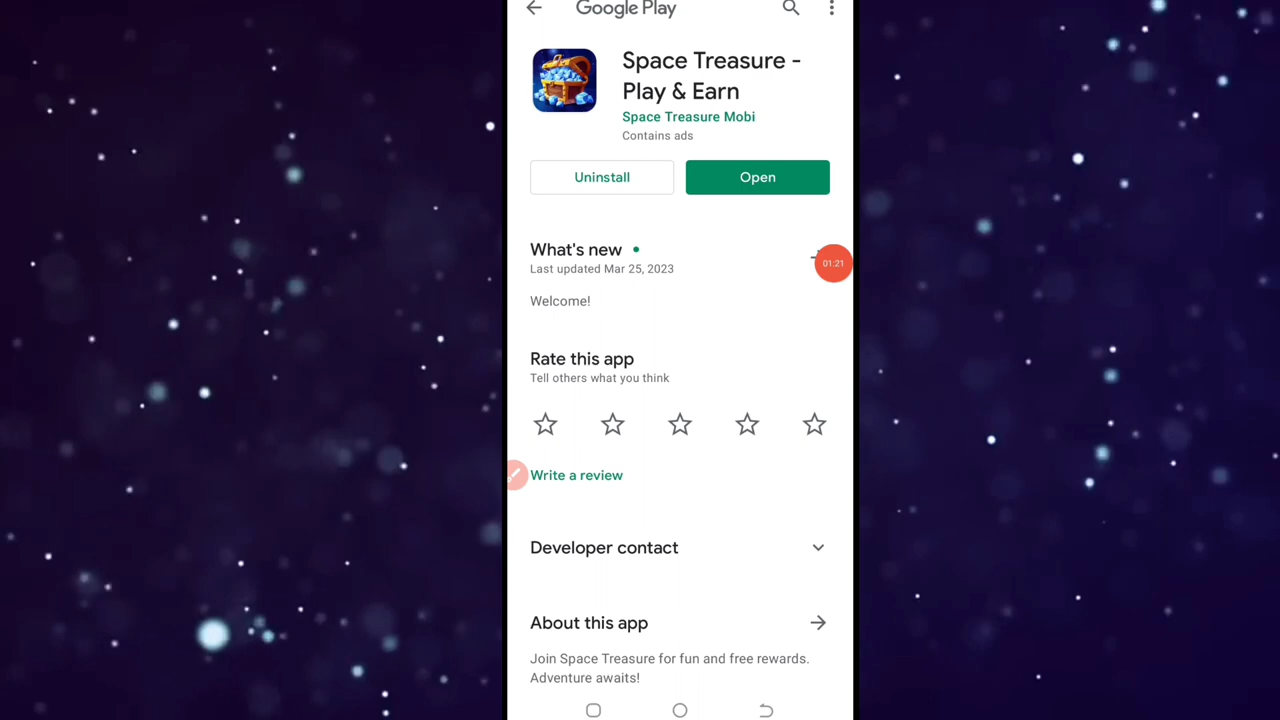 Google Play
Space Treasure -
Play & Earn
Space Treasure Mobi
Contains ads
Uninstall
Open
What's new
Last updated Mar 25, 2023
01:21
Welcome!
Rate this app
Tell others what you think
Write a review
Developer contact
About this app
Join Space Treasure for fun and free rewards.
Adventure awaits!